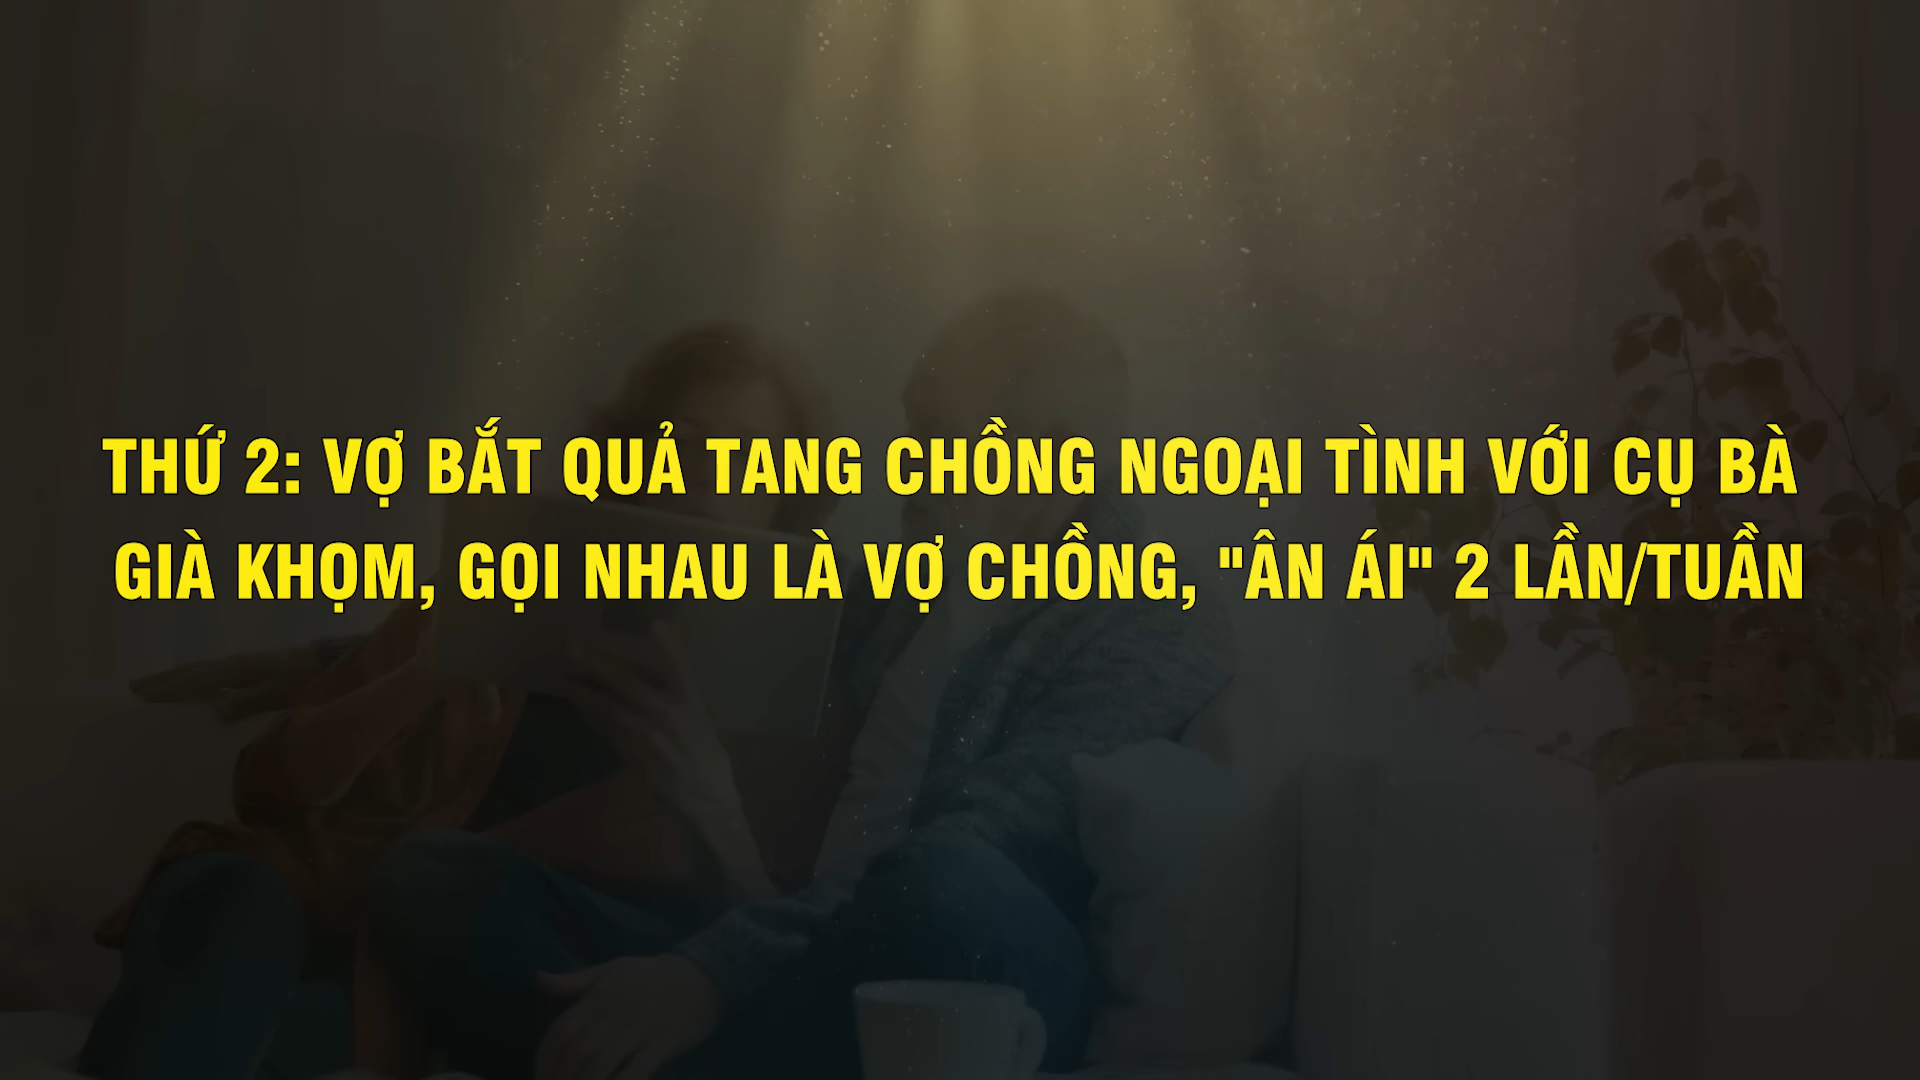 THỨ 2: VỢ BẮT QUẢ TANG CHỒNG NGOẠI TÌNH VỚI CỤ BÀ
GIÀ KHỌM, GỌI NHAU LÀ VỢ CHỒNG, "ÂN ÁI" 2 LẦN/TUẦN